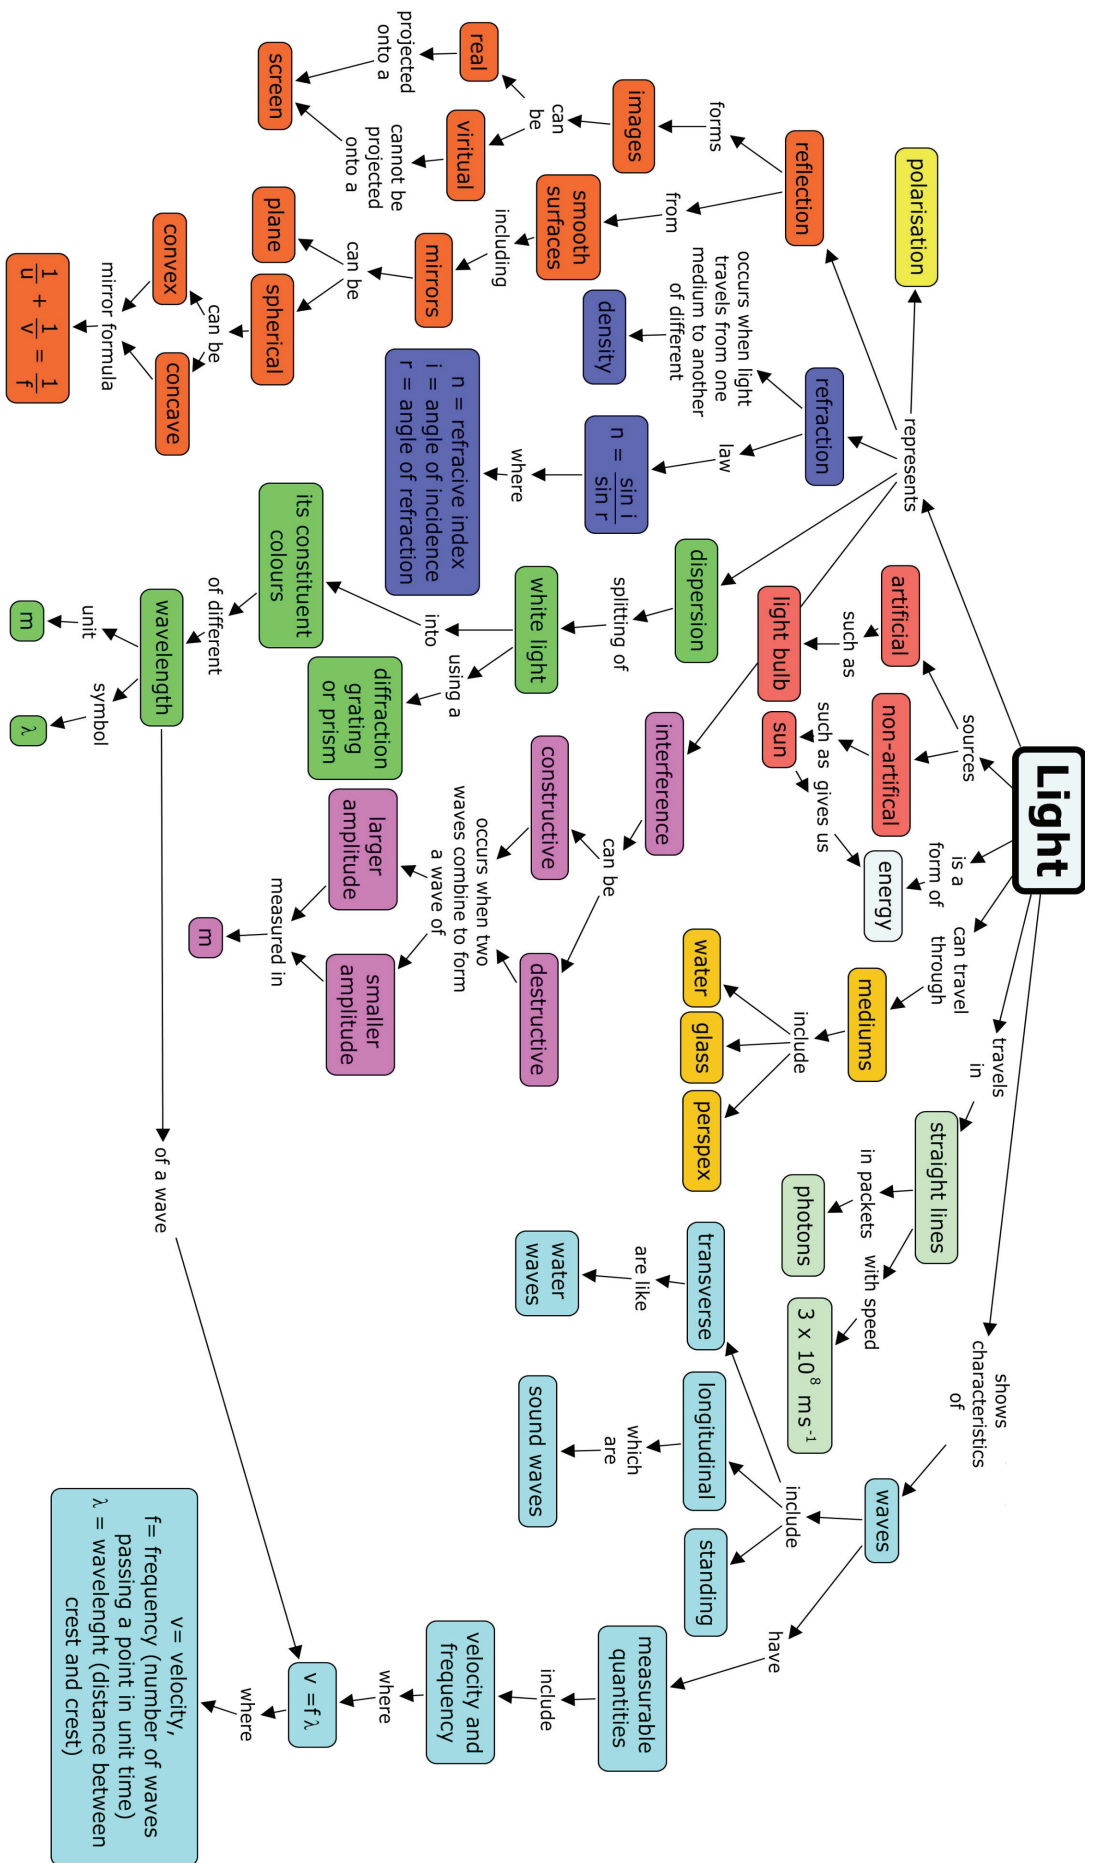 Light
represents
polarisation
reflection
forms
images
can
be
real
projected
onto a
screen
viritual
cannot be
projected
onto a
from
smooth
surfaces
including
mirrors
can be
plane
spherical
can be
convex
concave
mirror formula
1/u + 1/v = 1/f
refraction
occurs when light
travels from one
medium to another
of different
density
law
n = sin i / sin r
where
n = refracive index
i = angle of incidence
r = angle of refraction
dispersion
splitting of
white light
into
its constituent
colours
of different
wavelength
unit
m
symbol
λ
using a
diffraction
grating
or prism
of a wave
interference
can be
constructive
destructive
occurs when two
waves combine to form
a wave of
larger
amplitude
smaller
amplitude
measured in
m
sources
artificial
such as
light bulb
non-artifical
such as
sun
gives us
is a
form of
energy
can travel
through
mediums
include
water
glass
perspex
travels
in
straight lines
in packets
photons
with speed
3 x 10⁸ ms⁻¹
shows
characteristics
of
waves
include
transverse
are like
water
waves
longitudinal
which
are
sound waves
standing
have
measurable
quantities
include
velocity and
frequency
where
v =f λ
where
v= velocity,
f= frequency (number of waves
passing a point in unit time)
λ = wavelenght (distance between
crest and crest)